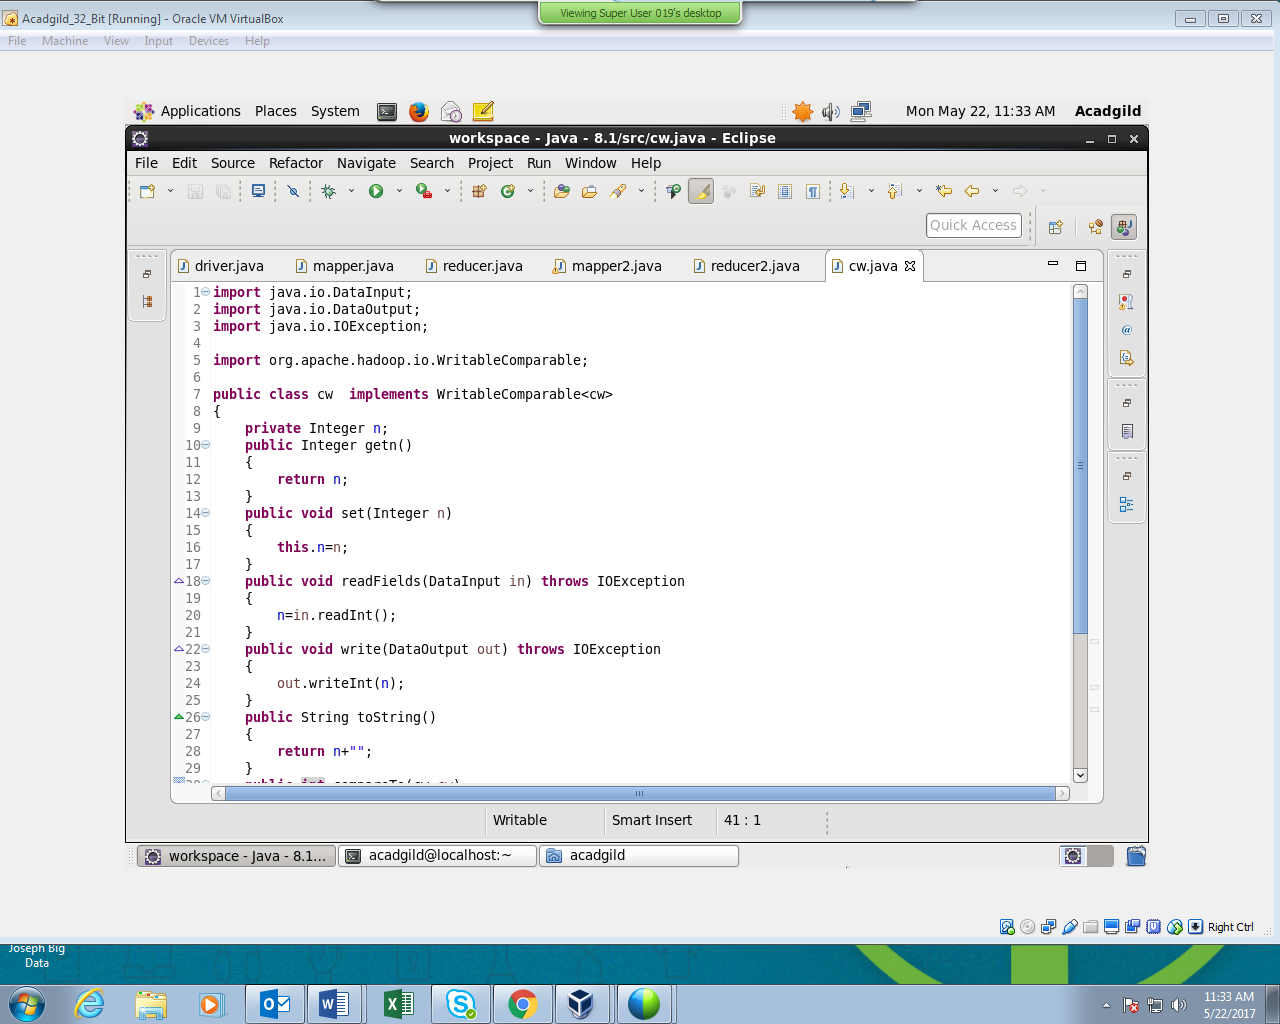 Viewing Super User 019's desktop
Acadgild_32_Bit [Running] - Oracle VM VirtualBox
File Machine View Input Devices Help
Applications Places System Mon May 22, 11:33 AM Acadgild
workspace - Java - 8.1/src/cw.java - Eclipse
File Edit Source Refactor Navigate Search Project Run Window Help
Quick Access
driver.java mapper.java reducer.java mapper2.java reducer2.java cw.java
1 import java.io.DataInput;
2 import java.io.DataOutput;
3 import java.io.IOException;
4
5 import org.apache.hadoop.io.WritableComparable;
6
7 public class cw  implements WritableComparable<cw>
8 {
9     private Integer n;
10     public Integer getn()
11     {
12         return n;
13     }
14     public void set(Integer n)
15     {
16         this.n=n;
17     }
18     public void readFields(DataInput in) throws IOException
19     {
20         n=in.readInt();
21     }
22     public void write(DataOutput out) throws IOException
23     {
24         out.writeInt(n);
25     }
26     public String toString()
27     {
28         return n+"";
29     }
30     public int compareTo(cw cw)
Writable Smart Insert 41 : 1
workspace - Java - 8.1... acadgild@localhost:~ acadgild
Right Ctrl
Joseph Big
Data
11:33 AM
5/22/2017